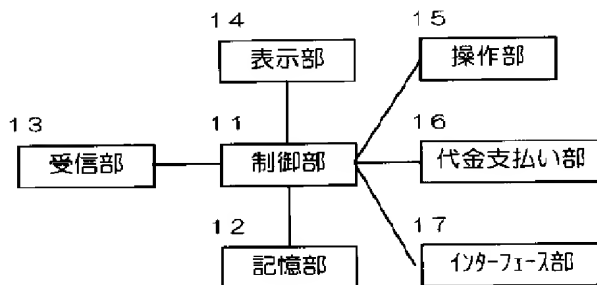 14
表示部
15
操作部
13
受信部
11
制御部
16
代金支払い部
12
記憶部
17
インターフェース部